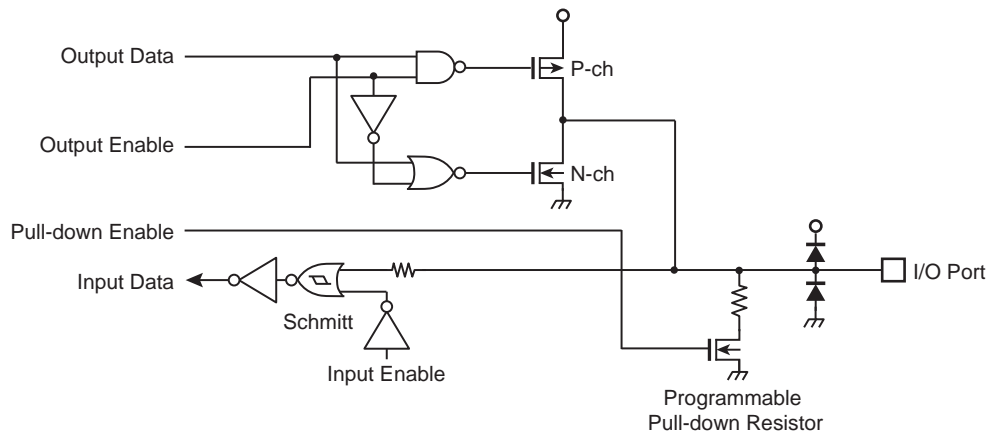 Output Data
P-ch
Output Enable
N-ch
Pull-down Enable
Input Data
I/O Port
Schmitt
Input Enable
Programmable
Pull-down Resistor